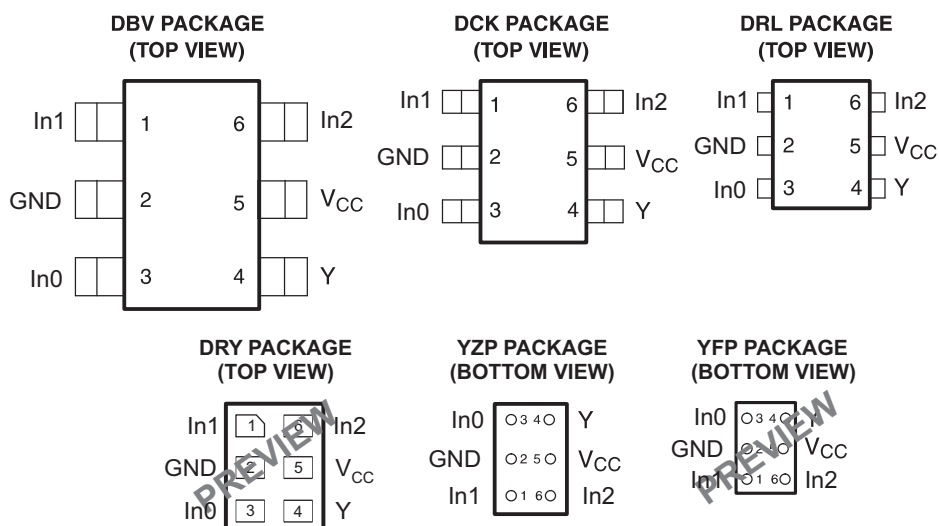 DBV PACKAGE
(TOP VIEW)
In1 1 6 In2
GND 2 5 VCC
In0 3 4 Y
DCK PACKAGE
(TOP VIEW)
In1 1 6 In2
GND 2 5 VCC
In0 3 4 Y
DRL PACKAGE
(TOP VIEW)
In1 1 6 In2
GND 2 5 VCC
In0 3 4 Y
DRY PACKAGE
(TOP VIEW)
In1 1 6 In2
GND 2 5 VCC
In0 3 4 Y
PREVIEW
YZP PACKAGE
(BOTTOM VIEW)
In0 3 4 Y
GND 2 5 VCC
In1 1 6 In2
YFP PACKAGE
(BOTTOM VIEW)
In0 3 4 Y
GND 2 5 VCC
In1 1 6 In2
PREVIEW